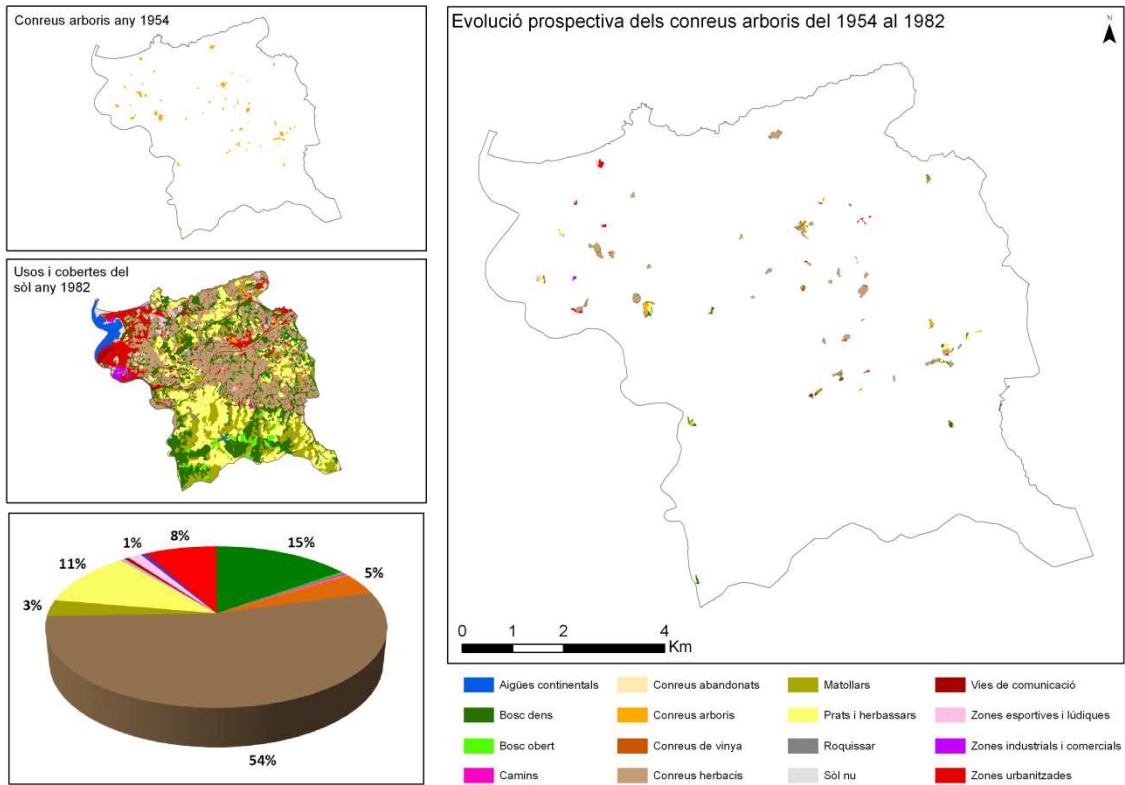 Conreus arboris any 1954
Usos i cobertes del
sòl any 1982
1%
8%
15%
11%
5%
3%
54%
Evolució prospectiva dels conreus arboris del 1954 al 1982
N
0 1 2 4
Km
Aigües continentals
Conreus abandonats
Matollars
Vies de comunicació
Bosc dens
Conreus arboris
Prats i herbassars
Zones esportives i lúdiques
Bosc obert
Conreus de vinya
Roquissar
Zones industrials i comercials
Camins
Conreus herbacis
Sòl nu
Zones urbanitzades